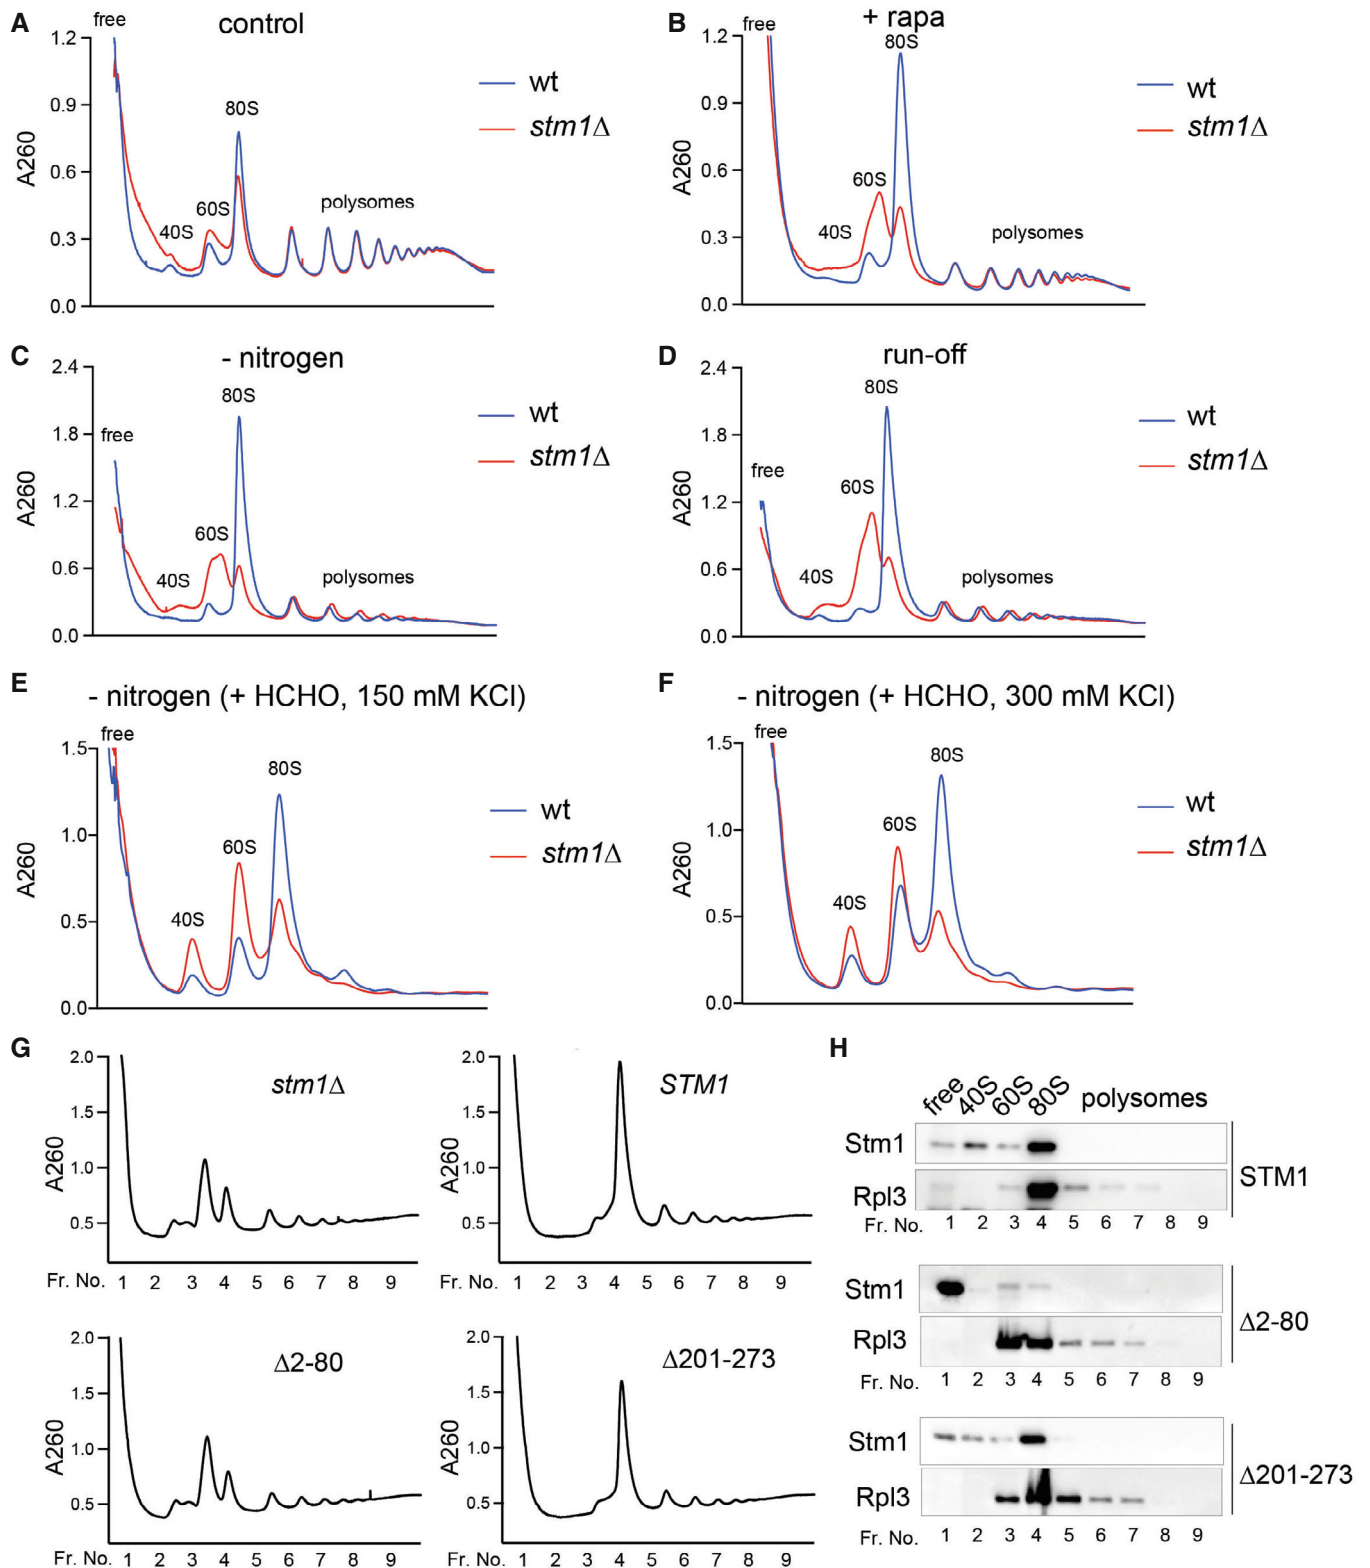 A
control
free
1.2
0.9
0.6
0.3
0.0
A260
40S
60S
80S
polysomes
wt
stm1Δ
B
+ rapa
free
1.2
0.9
0.6
0.3
0.0
A260
40S
60S
80S
polysomes
wt
stm1Δ
C
- nitrogen
free
2.4
1.8
1.2
0.6
0.0
A260
40S
60S
80S
polysomes
wt
stm1Δ
D
run-off
free
2.4
1.8
1.2
0.6
0.0
A260
40S
60S
80S
polysomes
wt
stm1Δ
E
- nitrogen (+ HCHO, 150 mM KCl)
free
1.5
1.0
0.5
0.0
A260
40S
60S
80S
wt
stm1Δ
F
- nitrogen (+ HCHO, 300 mM KCl)
free
1.5
1.0
0.5
0.0
A260
40S
60S
80S
wt
stm1Δ
G
stm1Δ
2.0
1.5
1.0
0.5
A260
Fr. No. 1 2 3 4 5 6 7 8 9
STM1
2.0
1.0
0.5
A260
Fr. No. 1 2 3 4 5 6 7 8 9
Δ2-80
2.0
1.5
1.0
0.5
A260
Fr. No. 1 2 3 4 5 6 7 8 9
Δ201-273
2.0
1.5
1.0
0.5
A260
Fr. No. 1 2 3 4 5 6 7 8 9
H
free 40S 60S 80S polysomes
Stm1
Rpl3
STM1
Fr. No. 1 2 3 4 5 6 7 8 9
Stm1
Rpl3
Δ2-80
Fr. No. 1 2 3 4 5 6 7 8 9
Stm1
Rpl3
Δ201-273
Fr. No. 1 2 3 4 5 6 7 8 9